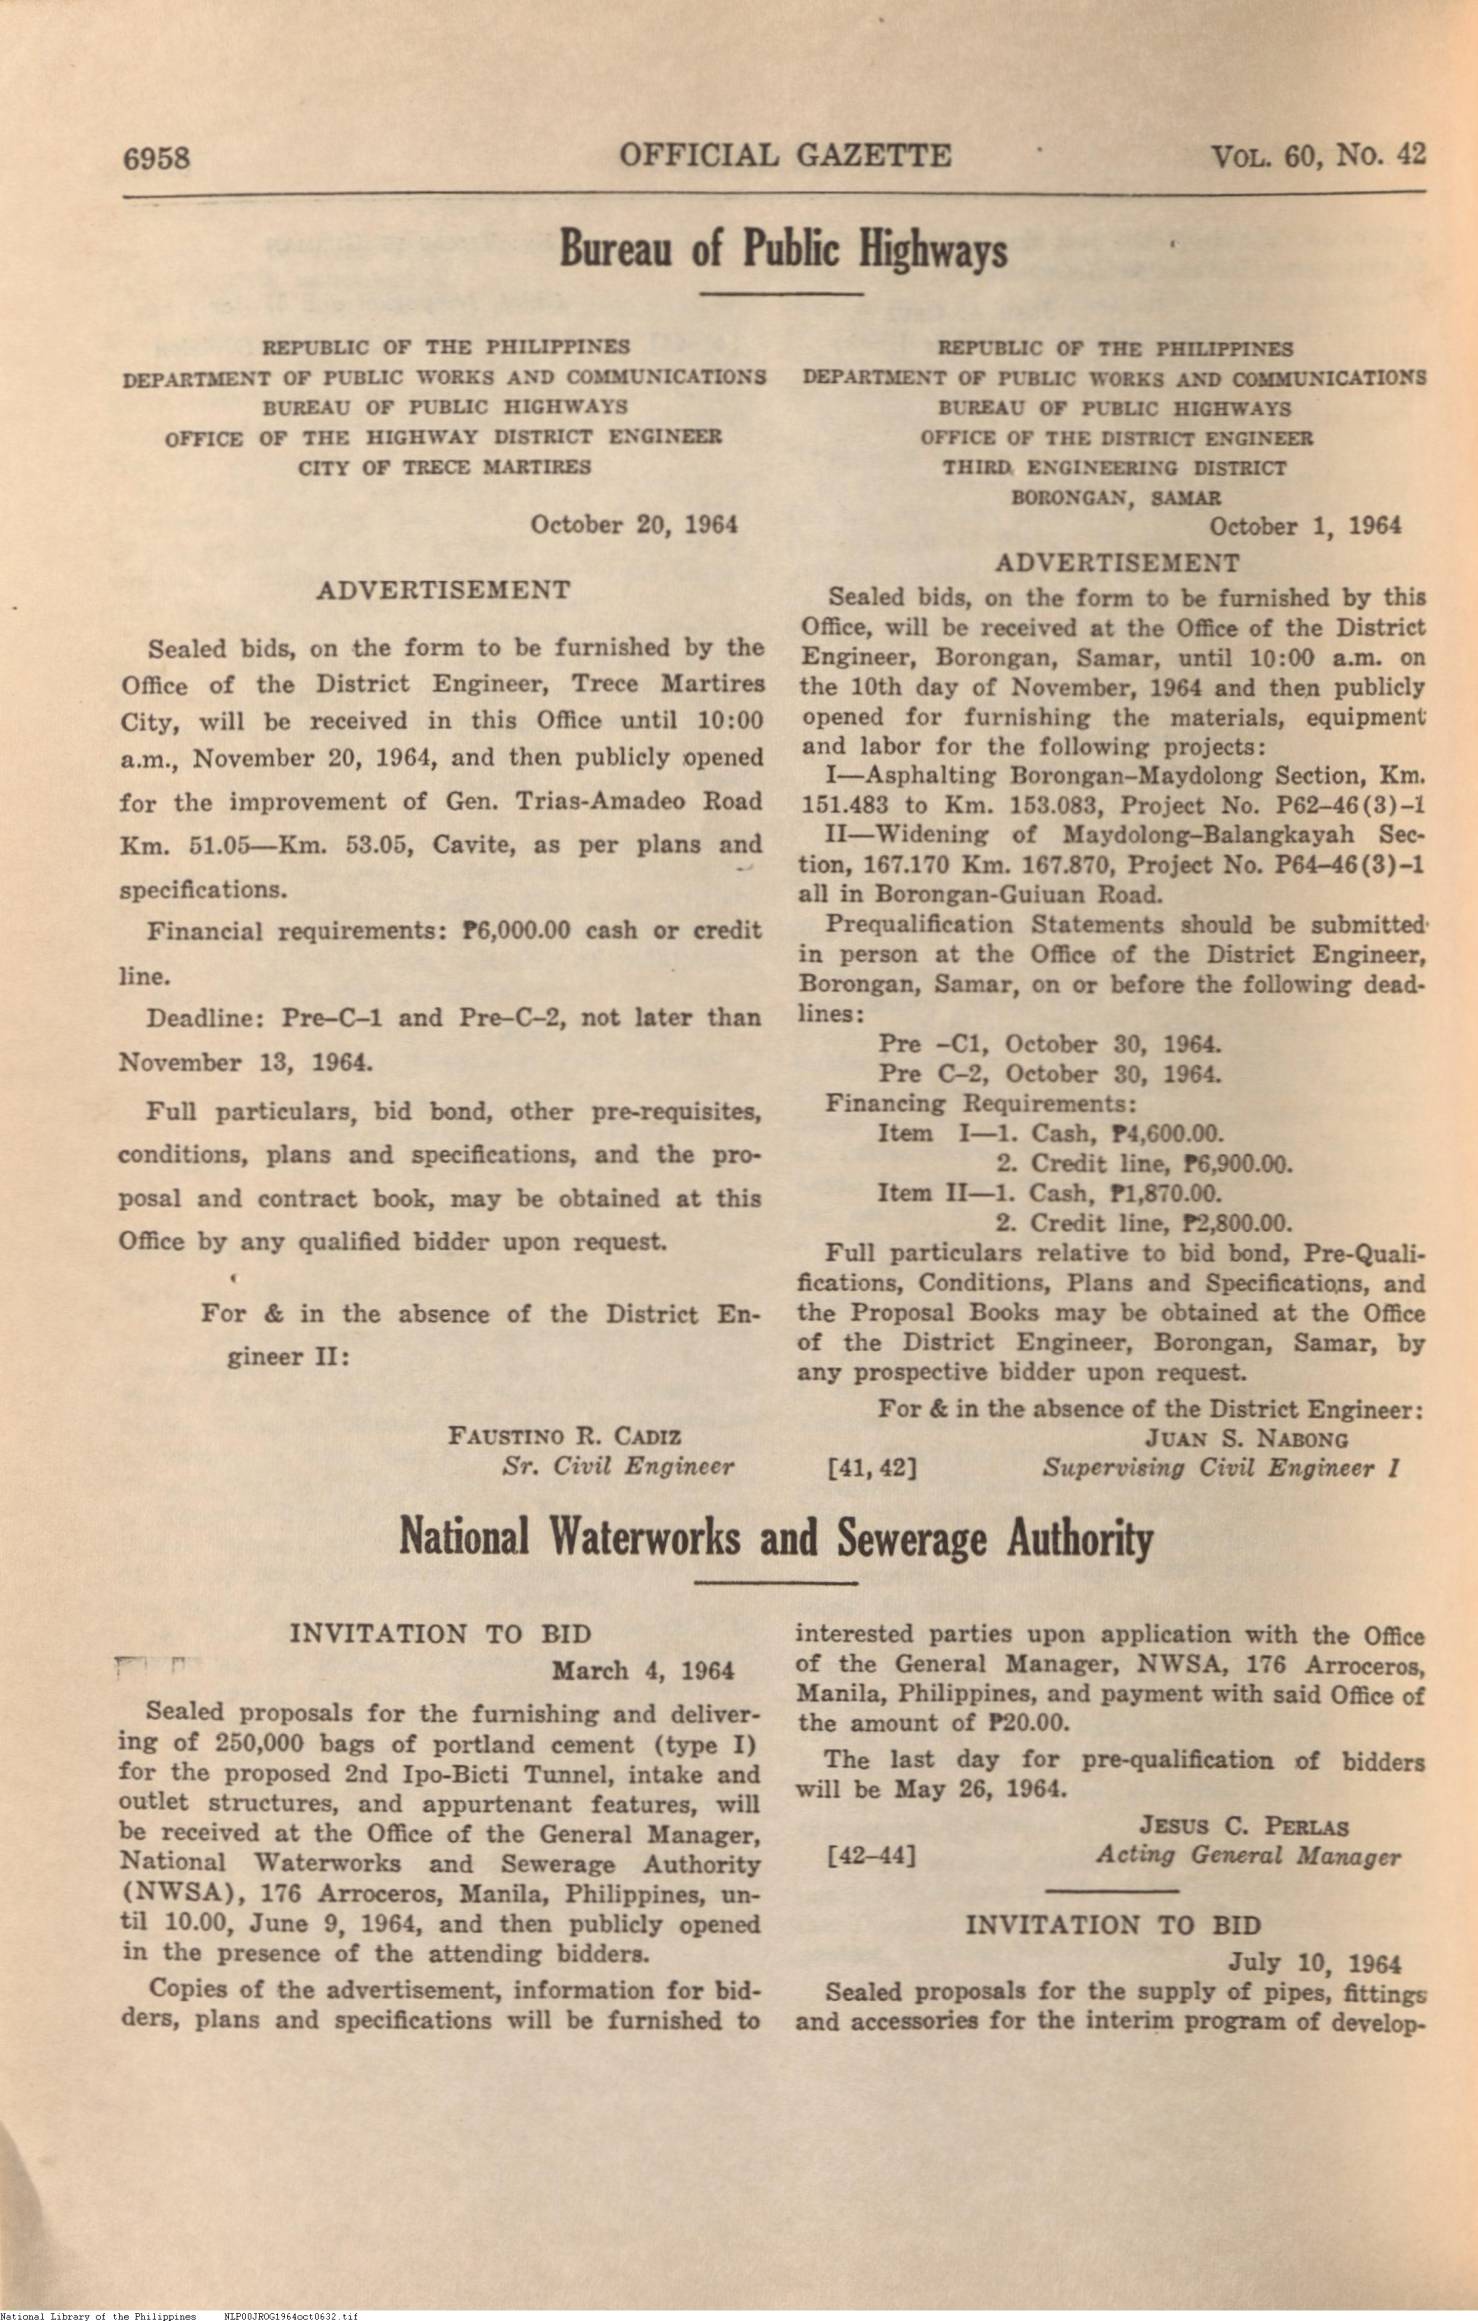 6958
OFFICIAL GAZETTE
VOL. 60, No. 42
Bureau of Public Highways
REPUBLIC OF THE PHILIPPINES
DEPARTMENT OF PUBLIC WORKS AND COMMUNICATIONS
BUREAU OF PUBLIC HIGHWAYS
OFFICE OF THE HIGHWAY DISTRICT ENGINEER
CITY OF TRECE MARTIRES
October 20, 1964
ADVERTISEMENT
Sealed bids, on the form to be furnished by the
Office of the District Engineer, Trece Martires
City, will be received in this Office until 10:00
a.m., November 20, 1964, and then publicly opened
for the improvement of Gen. Trias-Amadeo Road
Km. 51.05—Km. 53.05, Cavite, as per plans and
specifications.
Financial requirements: ₱6,000.00 cash or credit
line.
Deadline: Pre–C–1 and Pre–C–2, not later than
November 13, 1964.
Full particulars, bid bond, other pre-requisites,
conditions, plans and specifications, and the pro-
posal and contract book, may be obtained at this
Office by any qualified bidder upon request.
For & in the absence of the District En-
gineer II:
FAUSTINO R. CADIZ
Sr. Civil Engineer
REPUBLIC OF THE PHILIPPINES
DEPARTMENT OF PUBLIC WORKS AND COMMUNICATIONS
BUREAU OF PUBLIC HIGHWAYS
OFFICE OF THE DISTRICT ENGINEER
THIRD ENGINEERING DISTRICT
BORONGAN, SAMAR
October 1, 1964
ADVERTISEMENT
Sealed bids, on the form to be furnished by this
Office, will be received at the Office of the District
Engineer, Borongan, Samar, until 10:00 a.m. on
the 10th day of November, 1964 and then publicly
opened for furnishing the materials, equipment
and labor for the following projects:
I—Asphalting Borongan–Maydolong Section, Km.
151.483 to Km. 153.083, Project No. P62–46(3)–1
II—Widening of Maydolong–Balangkayah Sec-
tion, 167.170 Km. 167.870, Project No. P64–46(3)–1
all in Borongan-Guiuan Road.
Prequalification Statements should be submitted
in person at the Office of the District Engineer,
Borongan, Samar, on or before the following dead-
lines:
Pre –C1, October 30, 1964.
Pre C–2, October 30, 1964.
Financing Requirements:
Item I—1. Cash, ₱4,600.00.
2. Credit line, ₱6,900.00.
Item II—1. Cash, ₱1,870.00.
2. Credit line, ₱2,800.00.
Full particulars relative to bid bond, Pre-Quali-
fications, Conditions, Plans and Specifications, and
the Proposal Books may be obtained at the Office
of the District Engineer, Borongan, Samar, by
any prospective bidder upon request.
For & in the absence of the District Engineer:
JUAN S. NABONG
[41, 42] Supervising Civil Engineer I
National Waterworks and Sewerage Authority
INVITATION TO BID
March 4, 1964
Sealed proposals for the furnishing and deliver-
ing of 250,000 bags of portland cement (type I)
for the proposed 2nd Ipo-Bicti Tunnel, intake and
outlet structures, and appurtenant features, will
be received at the Office of the General Manager,
National Waterworks and Sewerage Authority
(NWSA), 176 Arroceros, Manila, Philippines, un-
til 10.00, June 9, 1964, and then publicly opened
in the presence of the attending bidders.
Copies of the advertisement, information for bid-
ders, plans and specifications will be furnished to
interested parties upon application with the Office
of the General Manager, NWSA, 176 Arroceros,
Manila, Philippines, and payment with said Office of
the amount of ₱20.00.
The last day for pre-qualification of bidders
will be May 26, 1964.
JESUS C. PERLAS
[42–44] Acting General Manager
INVITATION TO BID
July 10, 1964
Sealed proposals for the supply of pipes, fittings
and accessories for the interim program of develop-
National Library of the Philippines NLP00JROG1964oct0632.tif